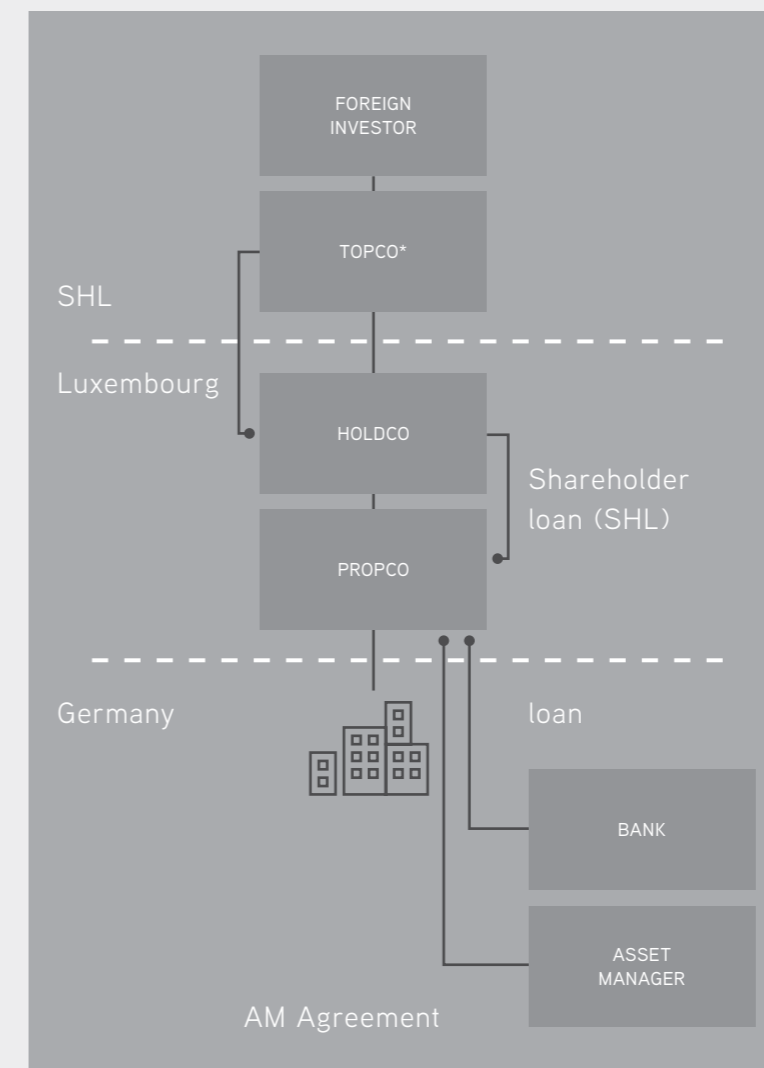 FOREIGN
INVESTOR
TOPCO*
SHL
Luxembourg
HOLDCO
Shareholder
loan (SHL)
PROPCO
Germany
loan
BANK
ASSET
MANAGER
AM Agreement